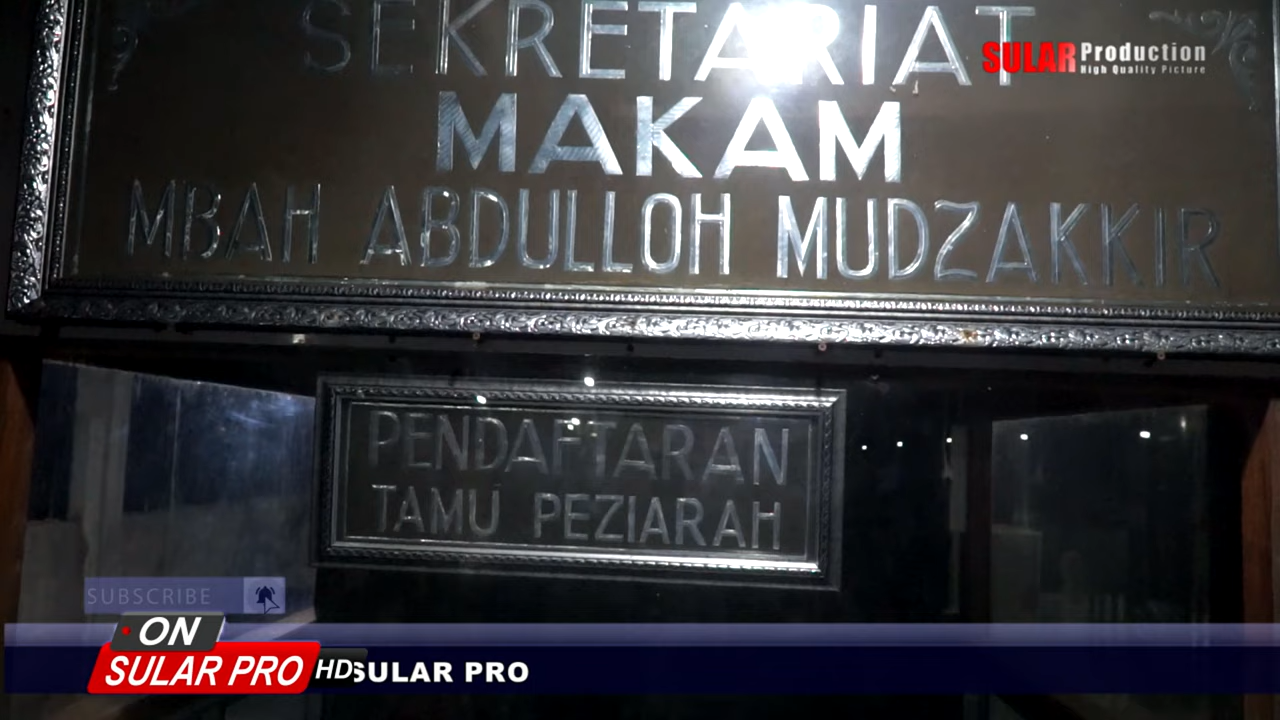 SEKRETARIAT
SULAR Production
High Quality Picture
MAKAM
MBAH ABDULLOH MUDZAKKIR
PENDAFTARAN
TAMU PEZIARAH
SUBSCRIBE
ON
SULAR PRO HD SULAR PRO